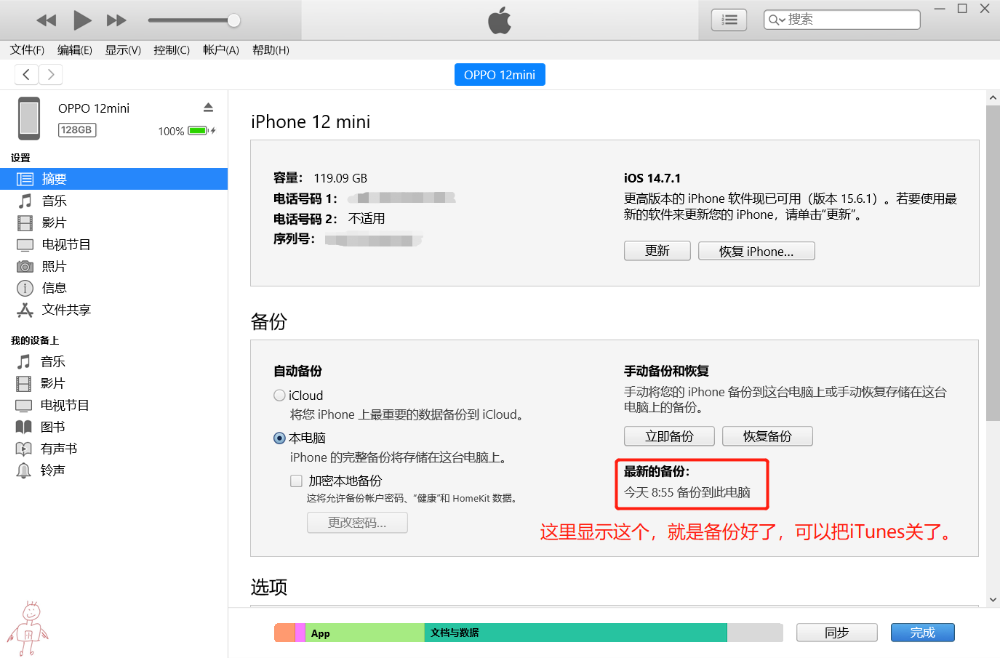 搜索
文件(F) 编辑(E) 显示(V) 控制(C) 帐户(A) 帮助(H)
OPPO 12mini
OPPO 12mini
128GB
100%
设置
摘要
音乐
影片
电视节目
照片
信息
文件共享
我的设备上
音乐
影片
电视节目
图书
有声书
铃声
iPhone 12 mini
容量： 119.09 GB
电话号码 1：
电话号码 2： 不适用
序列号：
iOS 14.7.1
更高版本的 iPhone 软件现已可用（版本 15.6.1）。若要使用最
新的软件来更新您的 iPhone，请单击“更新”。
更新
恢复 iPhone...
备份
自动备份
iCloud
将您 iPhone 上最重要的数据备份到 iCloud。
本电脑
iPhone 的完整备份将存储在这台电脑上。
加密本地备份
这将允许备份帐户密码、“健康”和 HomeKit 数据。
更改密码...
手动备份和恢复
手动将您的 iPhone 备份到这台电脑上或手动恢复存储在这台
电脑上的备份。
立即备份
恢复备份
最新的备份：
今天 8:55 备份到此电脑
这里显示这个，就是备份好了，可以把iTunes关了。
选项
App
文档与数据
同步
完成